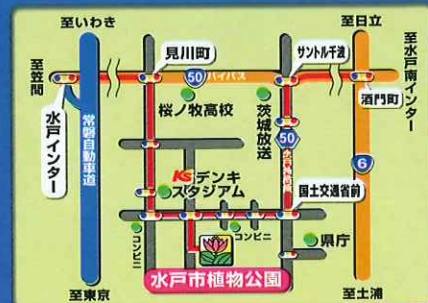 至いわき
至日立
見川町
サントル千波
至水戸南インター
至笠間
50
バイパス
酒門町
水戸インター
常磐自動車道
桜ノ牧高校
茨城放送
50
6
K'Sデンキ
スタジアム
国土交通省前
コンビニ
コンビニ
県庁
水戸市植物公園
至東京
至土浦